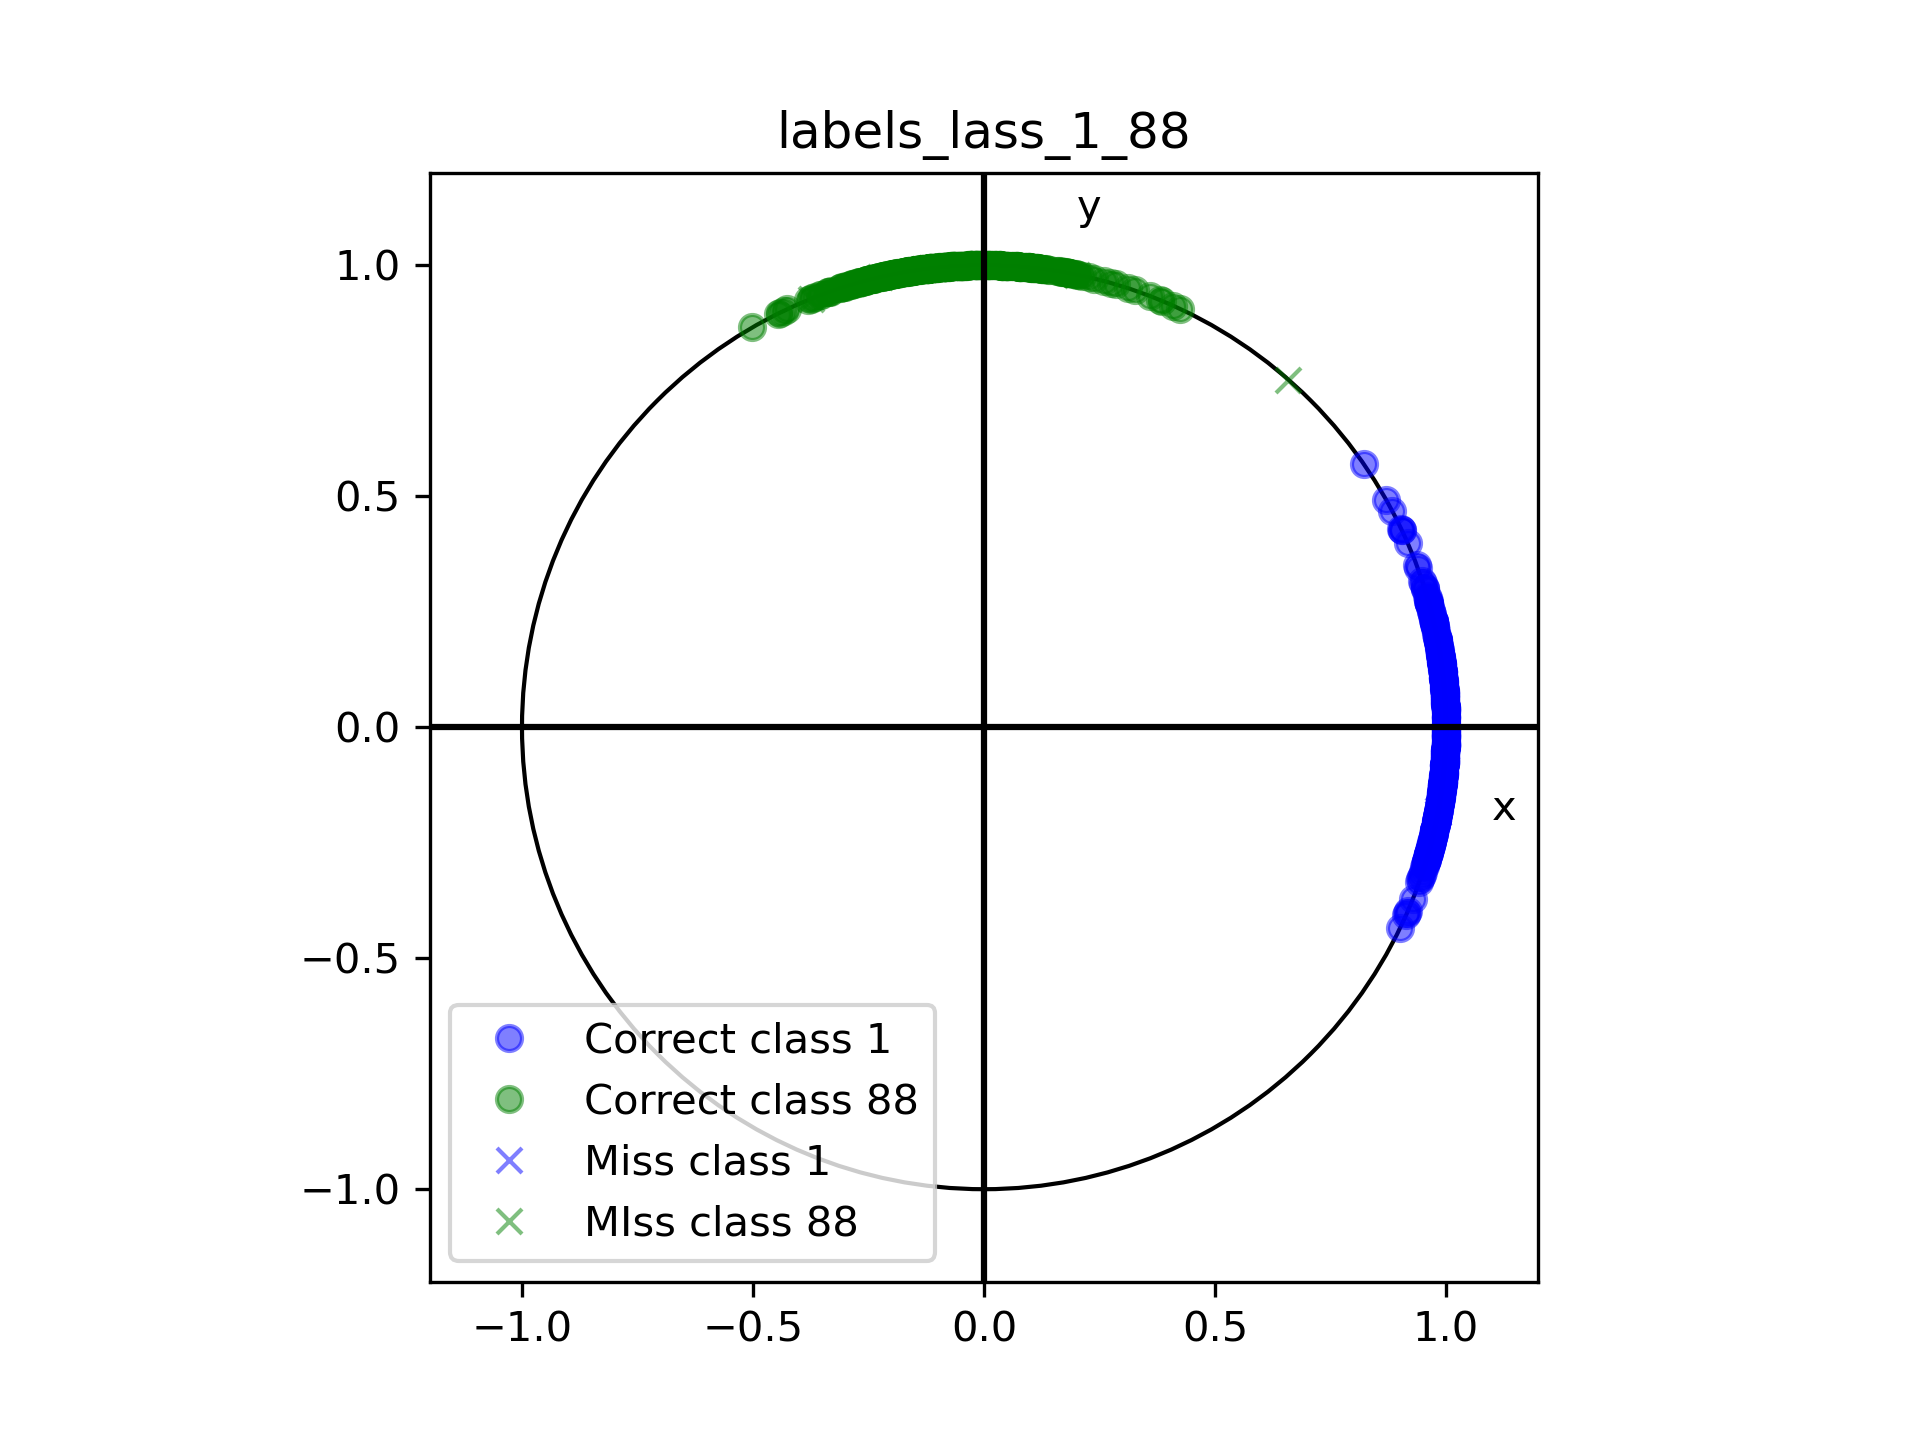 labels_lass_1_88
y
1.0
0.5
0.0
x
−0.5
−1.0
Correct class 1
Correct class 88
Miss class 1
MIss class 88
−1.0 −0.5 0.0 0.5 1.0